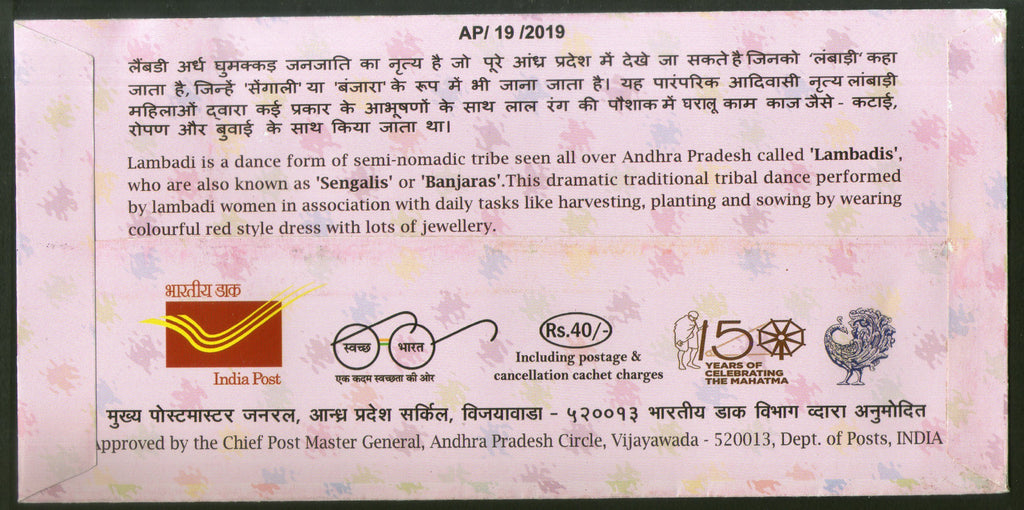 AP/ 19 /2019
लैंबडी अर्ध घुमक्कड़ जनजाति का नृत्य है जो पूरे आंध्र प्रदेश में देखे जा सकते है जिनको 'लंबाड़ी' कहा
जाता है, जिन्हें 'सेंगाली' या 'बंजारा' के रूप में भी जाना जाता है। यह पारंपरिक आदिवासी नृत्य लांबाड़ी
महिलाओं दवारा कई प्रकार के आभूषणों के साथ लाल रंग की पौशाक में घरालू काम काज जैसे - कटाई,
रोपण और बुवाई के साथ किया जाता था।
Lambadi is a dance form of semi-nomadic tribe seen all over Andhra Pradesh called 'Lambadis',
who are also known as 'Sengalis' or 'Banjaras'.This dramatic traditional tribal dance performed
by lambadi women in association with daily tasks like harvesting, planting and sowing by wearing
colourful red style dress with lots of jewellery.
भारतीय डाक
India Post
स्वच्छ भारत
एक कदम स्वच्छता की ओर
Rs.40/-
Including postage &
cancellation cachet charges
150
YEARS OF
CELEBRATING
THE MAHATMA
मुख्य पोस्टमास्टर जनरल, आन्ध्र प्रदेश सर्किल, विजयावाडा - ५२००१३ भारतीय डाक विभाग व्दारा अनुमोदित
Approved by the Chief Post Master General, Andhra Pradesh Circle, Vijayawada - 520013, Dept. of Posts, INDIA